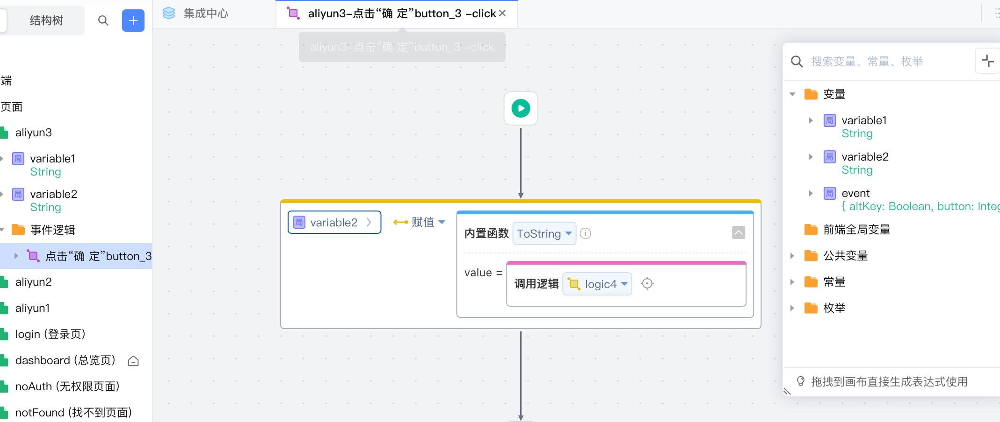 结构树
端
页面
aliyun3
局 variable1
String
局 variable2
String
事件逻辑
点击“确 定”button_3
aliyun2
aliyun1
login (登录页)
dashboard (总览页)
noAuth (无权限页面)
notFound (找不到页面)
集成中心
aliyun3-点击“确 定”button_3 -click
aliyun3-点击“确 定”button_3 -click
局 variable2
赋值
内置函数 ToString
value =
调用逻辑 logic4
搜索变量、常量、枚举
变量
局 variable1
String
局 variable2
String
局 event
{ altKey: Boolean, button: Integ
前端全局变量
公共变量
常量
枚举
拖拽到画布直接生成表达式使用